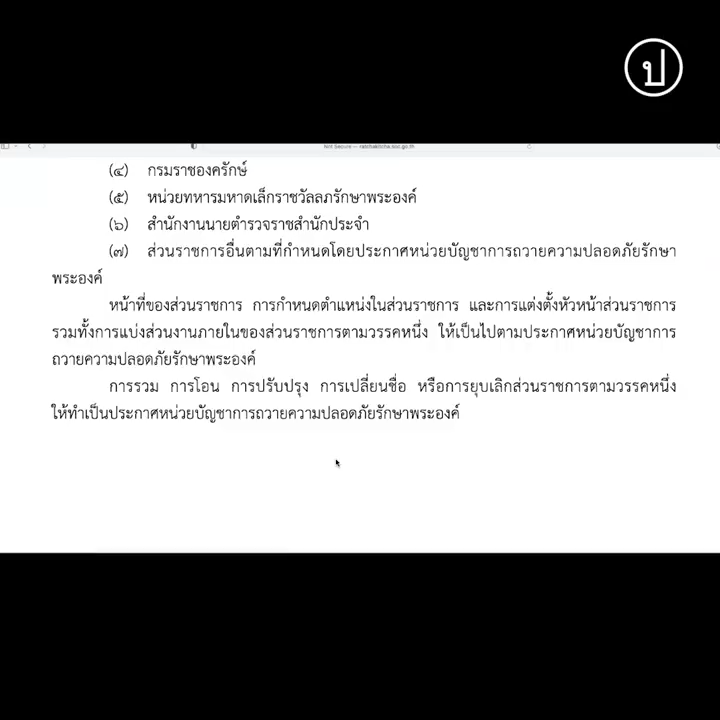 ป
Not Secure — ratchakitcha.soc.go.th
(๔) กรมราชองครักษ์
(๕) หน่วยทหารมหาดเล็กราชวัลลภรักษาพระองค์
(๖) สำนักงานนายตำรวจราชสำนักประจำ
(๗) ส่วนราชการอื่นตามที่กำหนดโดยประกาศหน่วยบัญชาการถวายความปลอดภัยรักษา
พระองค์
หน้าที่ของส่วนราชการ การกำหนดตำแหน่งในส่วนราชการ และการแต่งตั้งหัวหน้าส่วนราชการ
รวมทั้งการแบ่งส่วนงานภายในของส่วนราชการตามวรรคหนึ่ง ให้เป็นไปตามประกาศหน่วยบัญชาการ
ถวายความปลอดภัยรักษาพระองค์
การรวม การโอน การปรับปรุง การเปลี่ยนชื่อ หรือการยุบเลิกส่วนราชการตามวรรคหนึ่ง
ให้ทำเป็นประกาศหน่วยบัญชาการถวายความปลอดภัยรักษาพระองค์